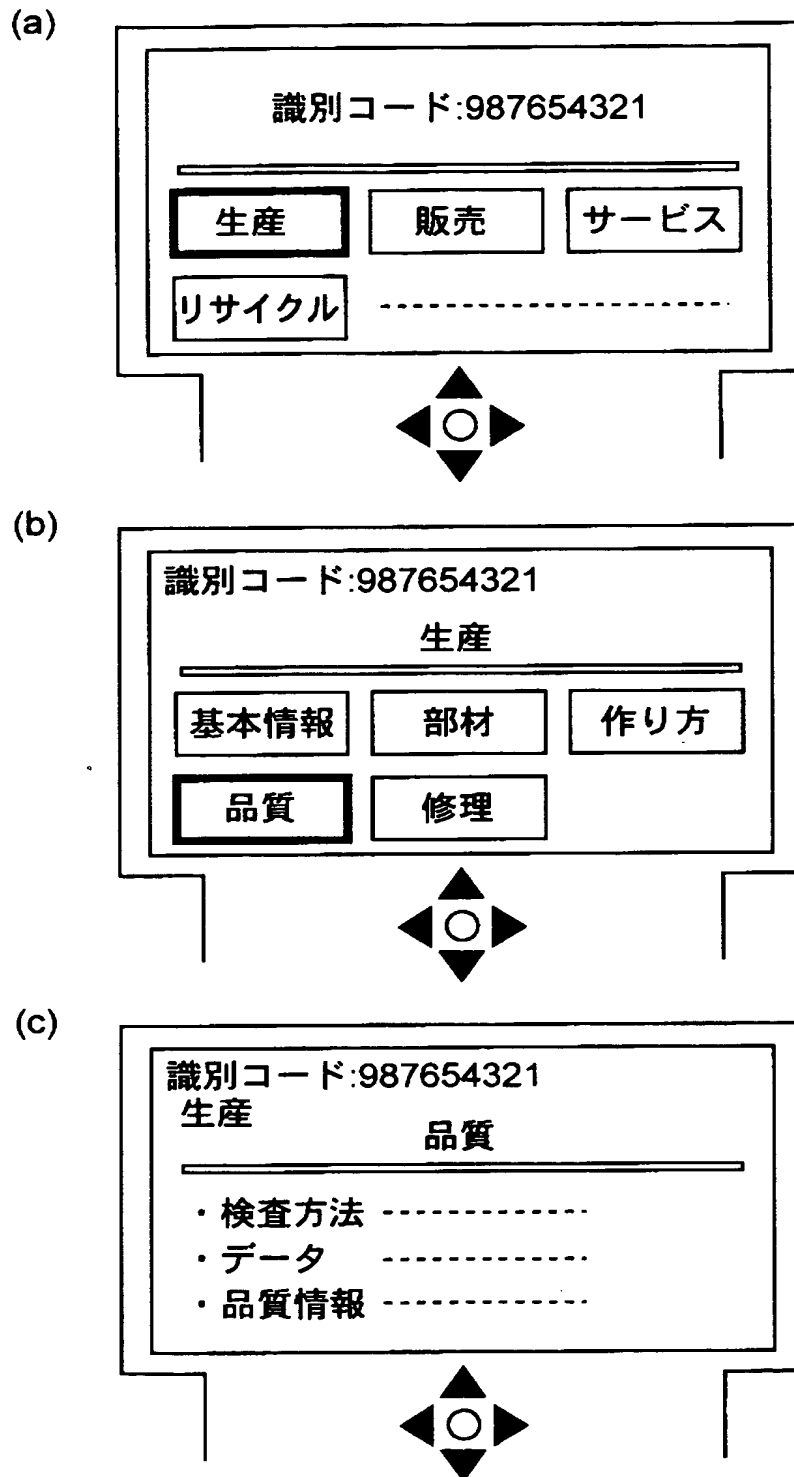 (a)
識別コード:987654321
生産 販売 サービス
リサイクル
(b)
識別コード:987654321
生産
基本情報 部材 作り方
品質 修理
(c)
識別コード:987654321
生産
品質
・検査方法
・データ
・品質情報